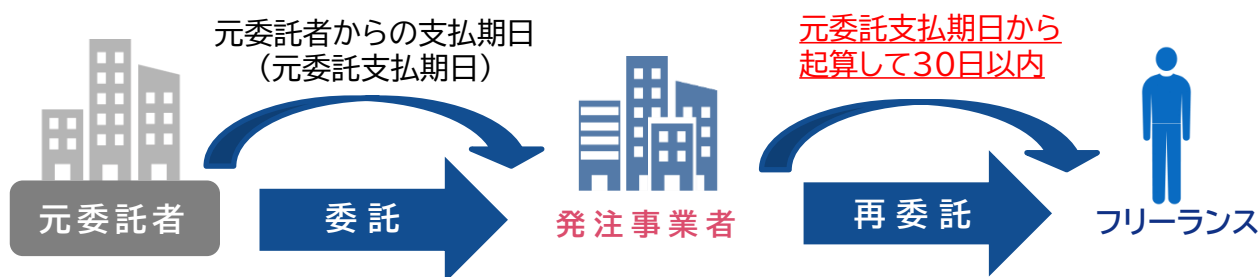 元委託者からの支払期日
（元委託支払期日）
元委託支払期日から
起算して30日以内
元委託者
委託
発注事業者
再委託
フリーランス